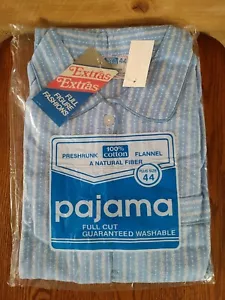 44
Extras
Extras
FULL
FIGURE
FASHIONS
100%
cotton
PRESHRUNK FLANNEL
& NATURAL FIBER
PLUS SIZE
44
pajama
FULL CUT
GUARANTEED WASHABLE